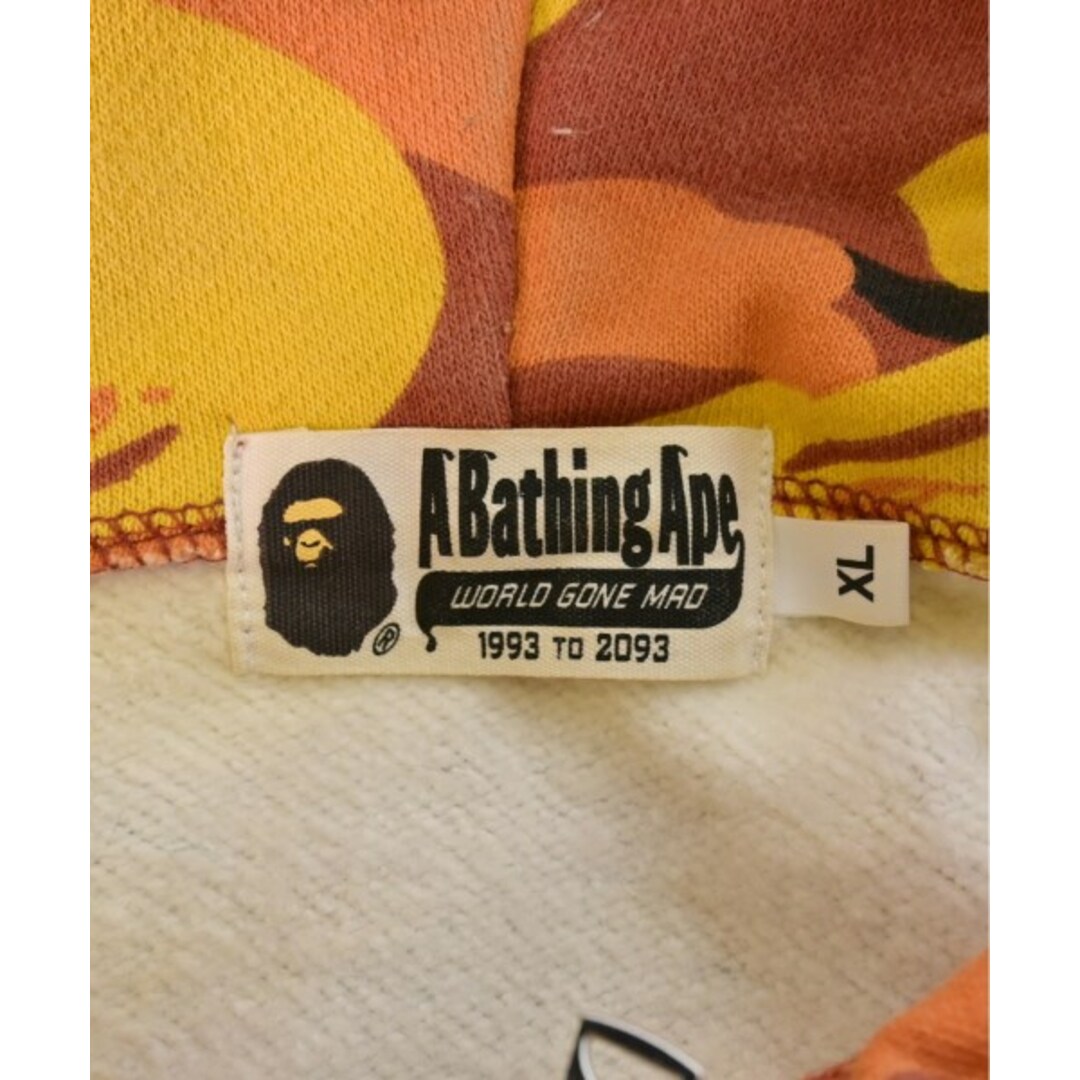 A Bathing Ape
WORLD GONE MAD
1993 TO 2093
®
XL